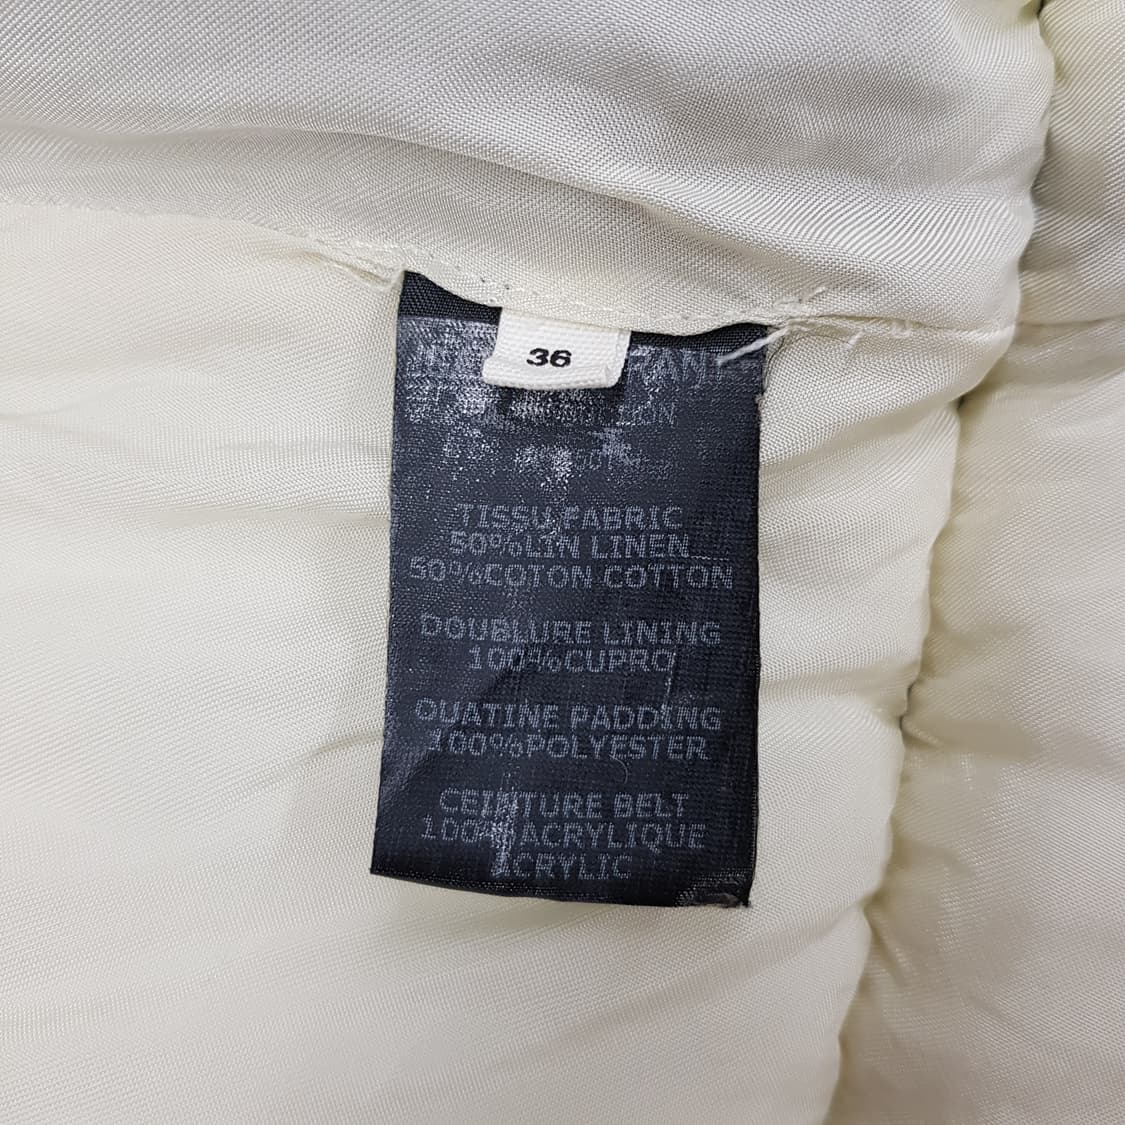 36
TISSU FABRIC
50%LIN LINEN
50%COTON COTTON
DOUBLURE LINING
100%CUPRO
OUATINE PADDING
100%POLYESTER
CEINTURE BELT
100%ACRYLIQUE
ACRYLIC